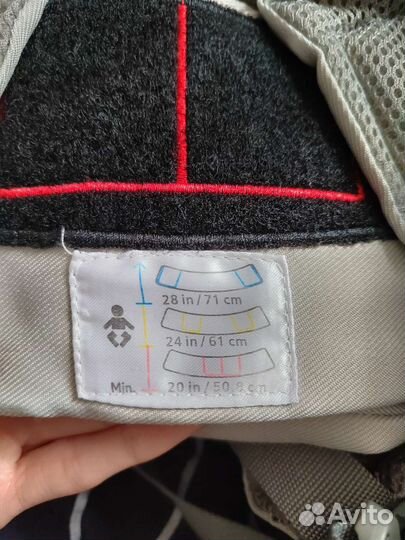 28 in/71 cm
24 in/61 cm
Min. 20 in/50,8 cm
Avito